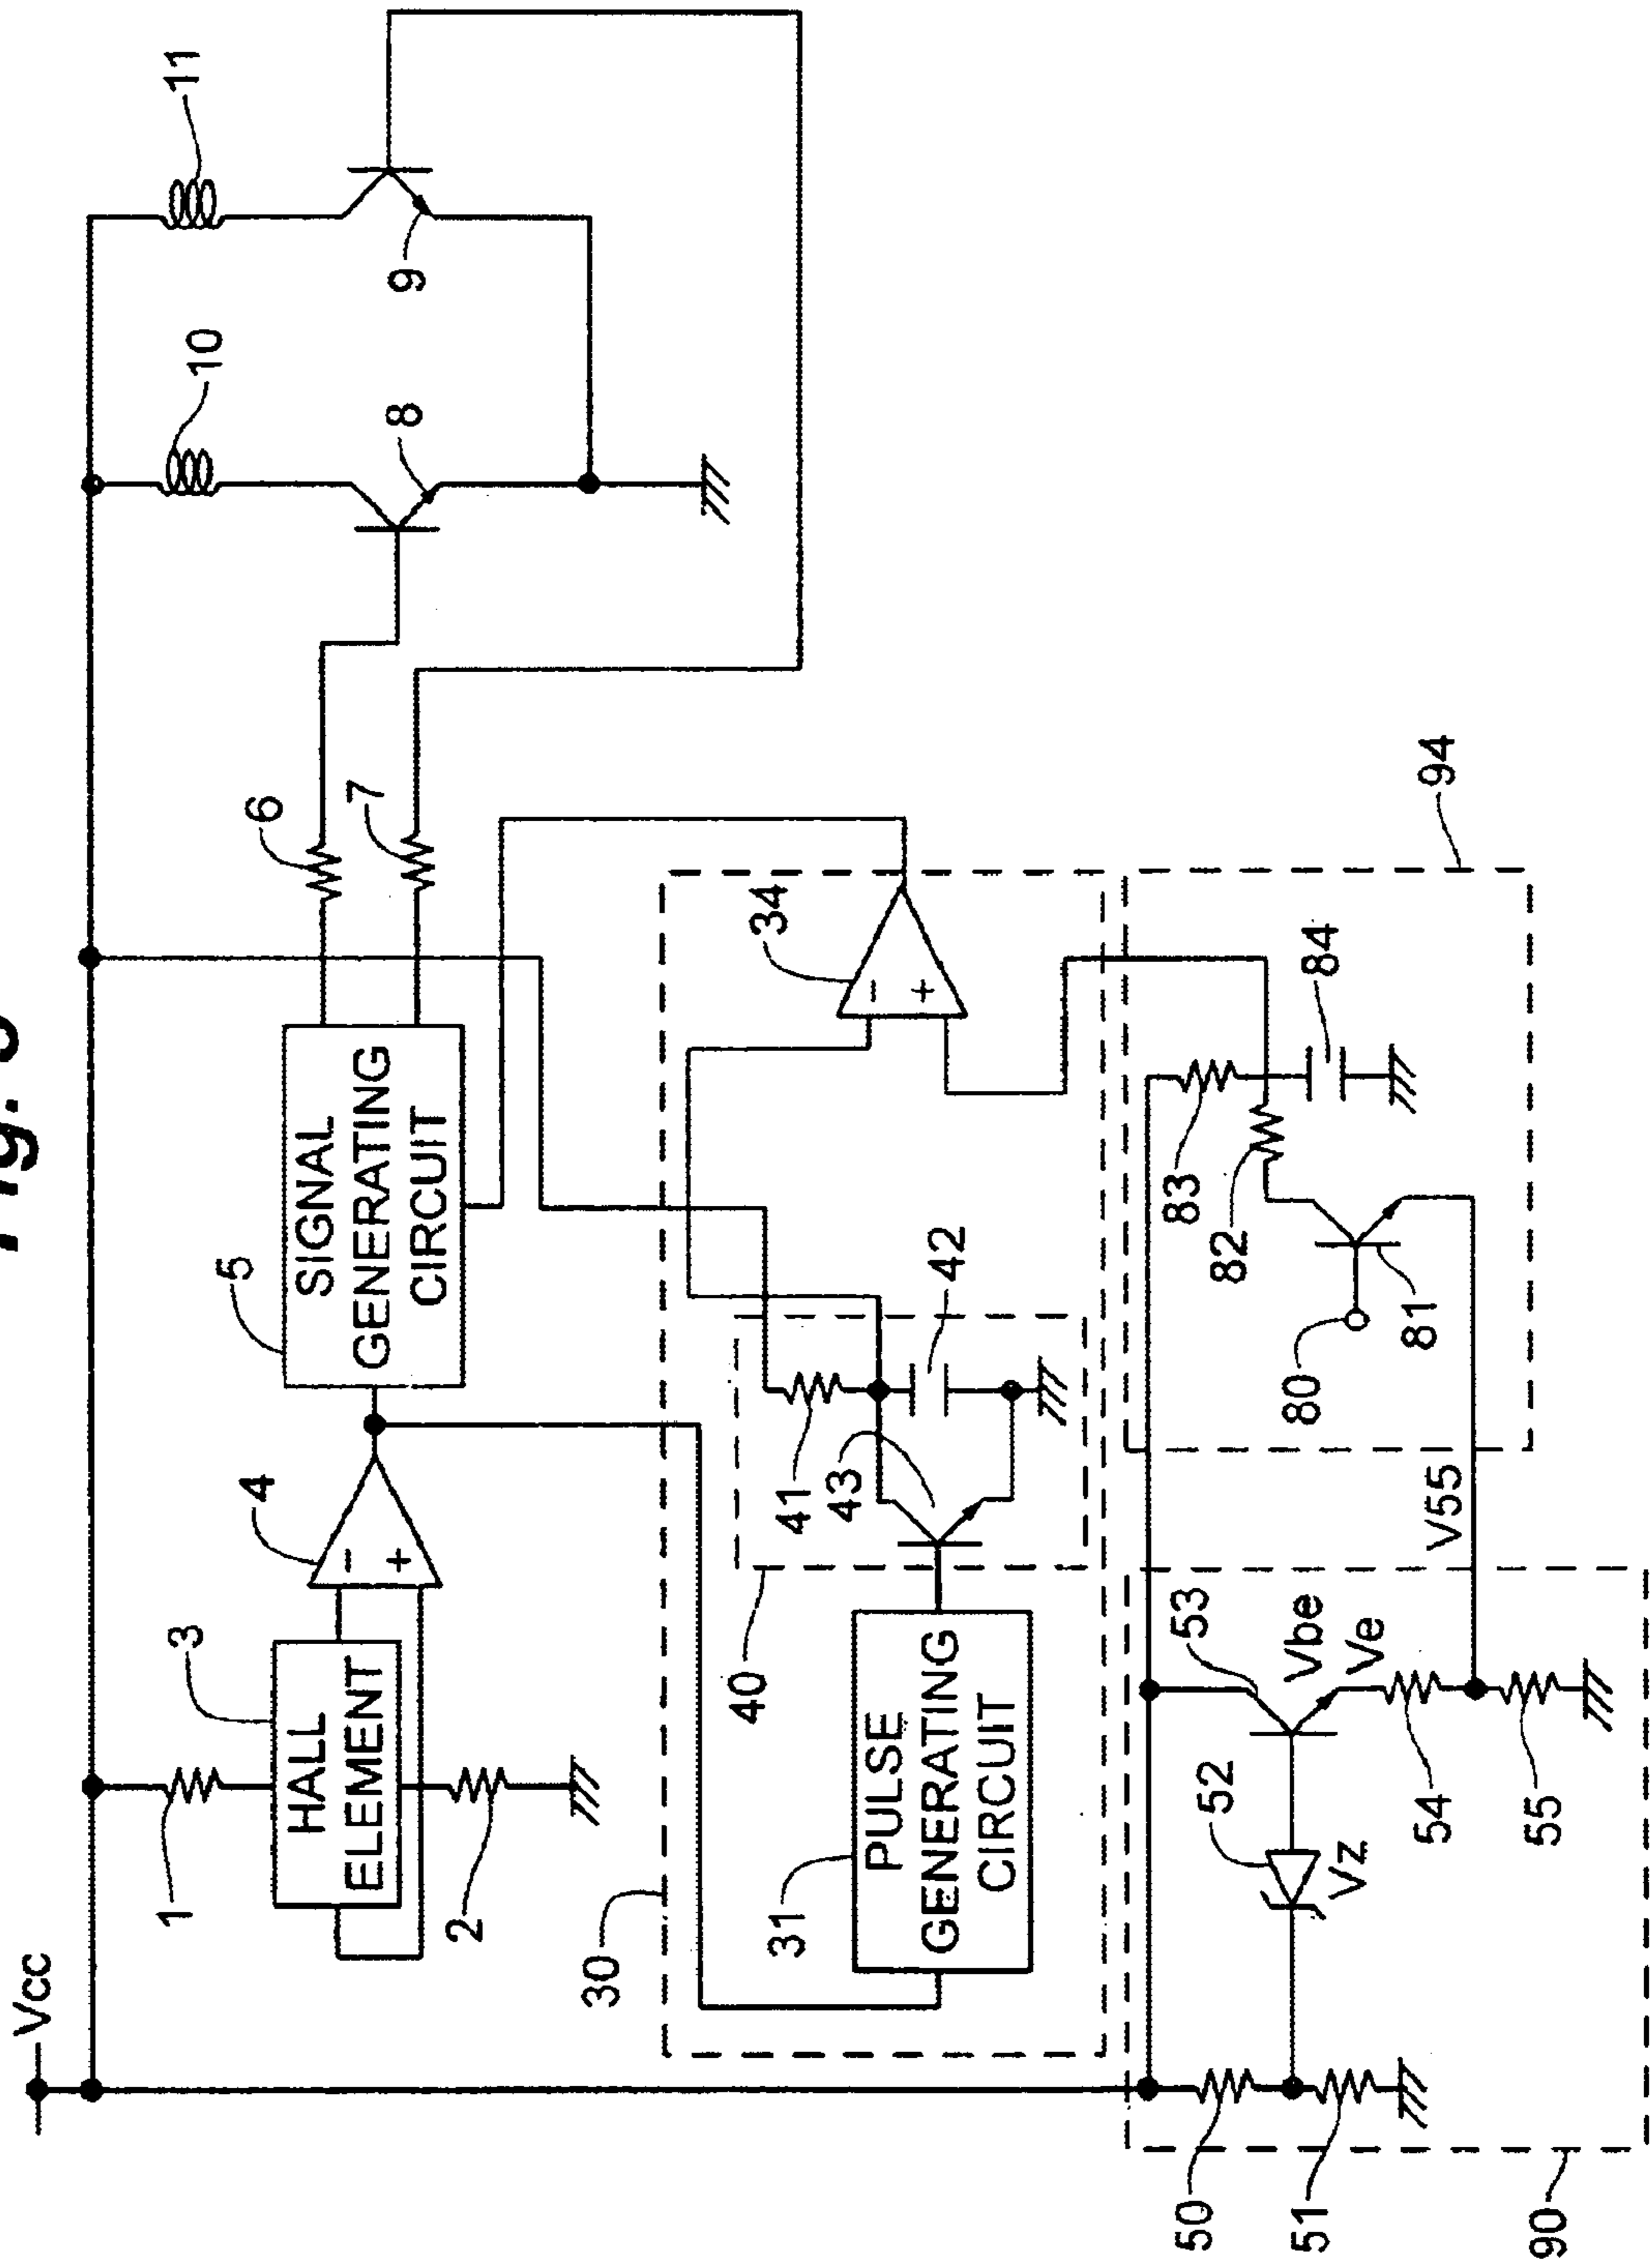 Vcc
1
3
HALL
ELEMENT
2
4
5
SIGNAL
GENERATING
CIRCUIT
6
7
10
8
11
9
30
31
PULSE
GENERATING
CIRCUIT
40
41
43
42
34
50
51
90
52
Vz
53
Vbe
Ve
54
55
V55
80
81
82
83
84
94